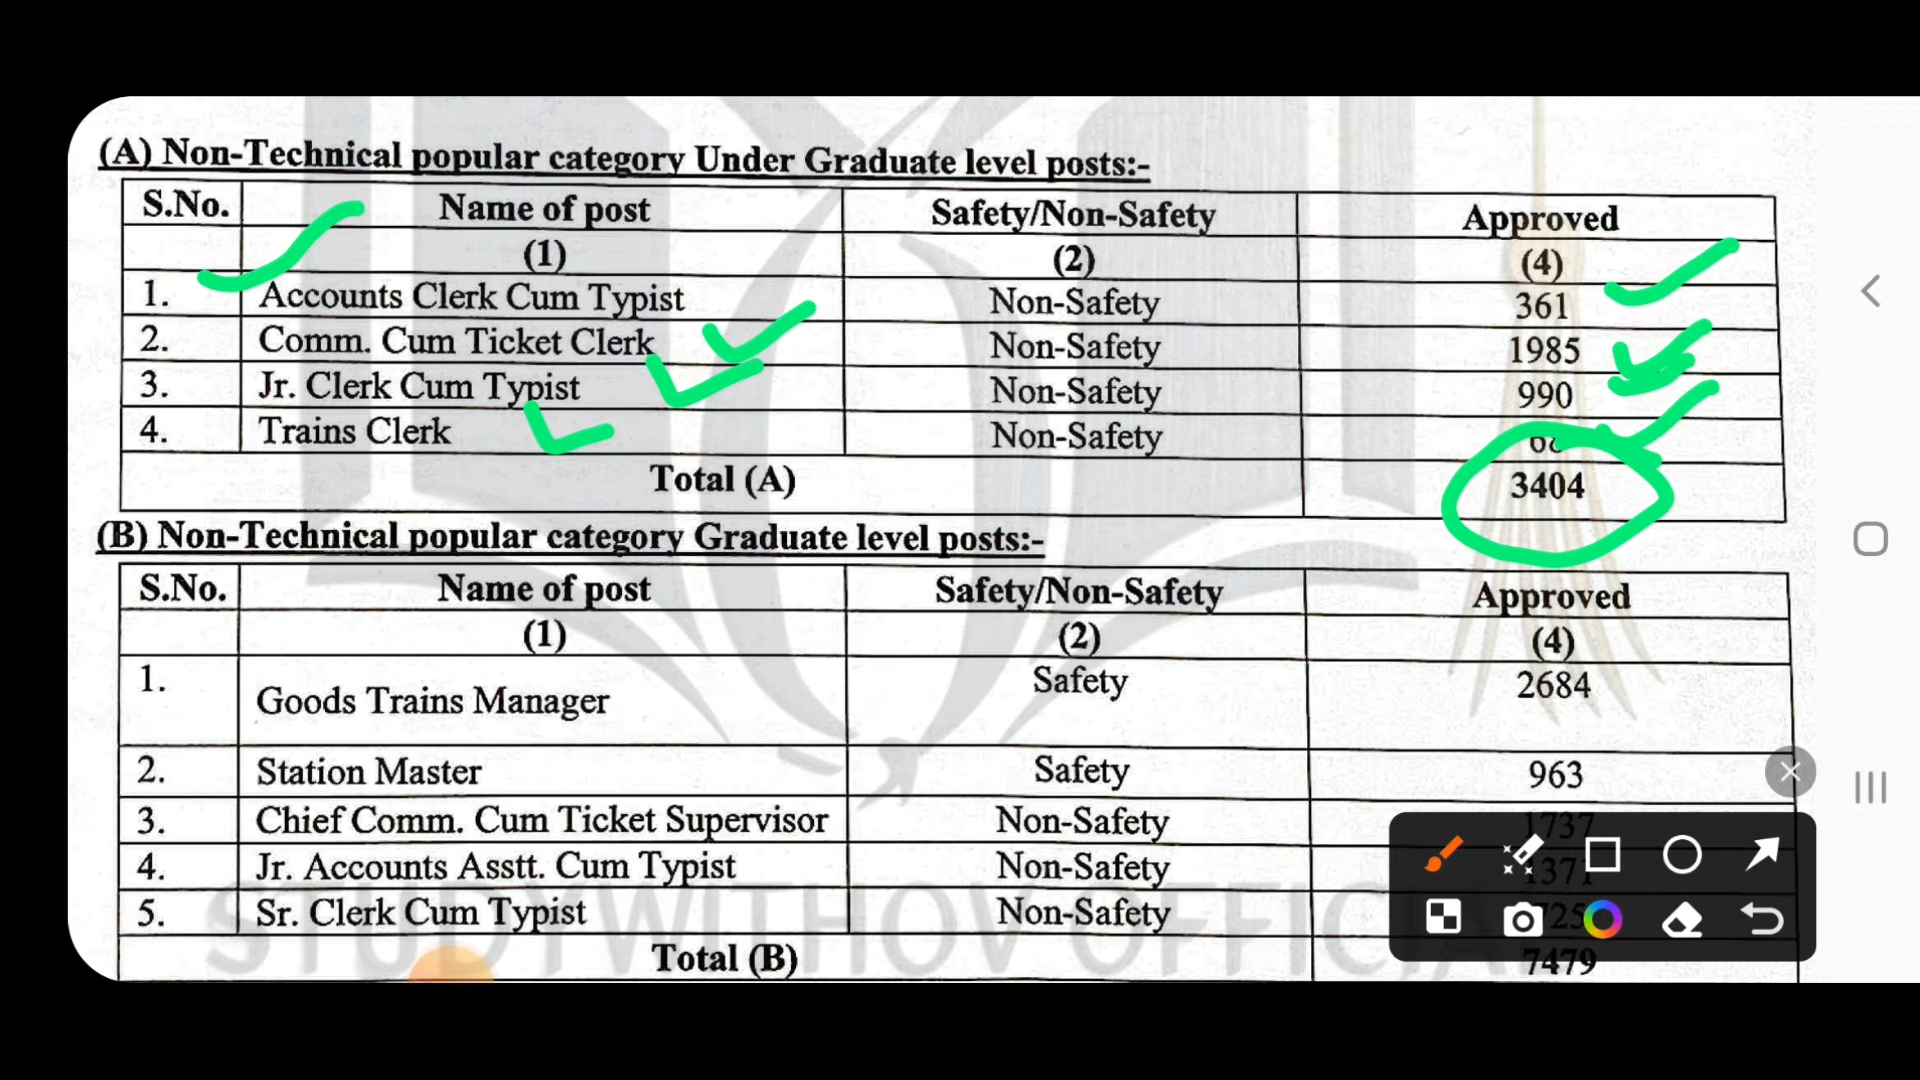 (A) Non-Technical popular category Under Graduate level posts:-
S.No. Name of post Safety/Non-Safety Approved
(1) (2) (4)
1. Accounts Clerk Cum Typist Non-Safety 361
2. Comm. Cum Ticket Clerk Non-Safety 1985
3. Jr. Clerk Cum Typist Non-Safety 990
4. Trains Clerk Non-Safety
Total (A) 3404
(B) Non-Technical popular category Graduate level posts:-
S.No. Name of post Safety/Non-Safety Approved
(1) (2) (4)
1. Goods Trains Manager Safety 2684
2. Station Master Safety 963
3. Chief Comm. Cum Ticket Supervisor Non-Safety 1737
4. Jr. Accounts Asstt. Cum Typist Non-Safety 1371
5. Sr. Clerk Cum Typist Non-Safety
Total (B) 7479
STUDYWITHOV OFFICIAL